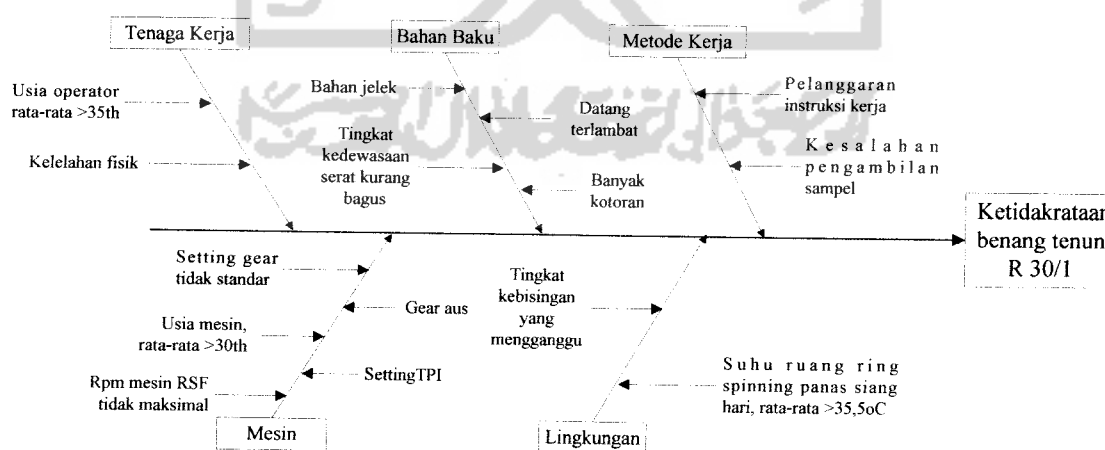 Tenaga Kerja
Bahan Baku
Metode Kerja
Usia operator
rata-rata >35th
Kelelahan fisik
Bahan jelek
Tingkat
kedewasaan
serat kurang
bagus
Datang
terlambat
Banyak
kotoran
Pelanggaran
instruksi kerja
Kesalahan
pengambilan
sampel
Ketidakrataan
benang tenun
R 30/1
Setting gear
tidak standar
Gear aus
Usia mesin,
rata-rata >30th
SettingTPI
Rpm mesin RSF
tidak maksimal
Mesin
Tingkat
kebisingan
yang
mengganggu
Suhu ruang ring
spinning panas siang
hari, rata-rata >35,5oC
Lingkungan